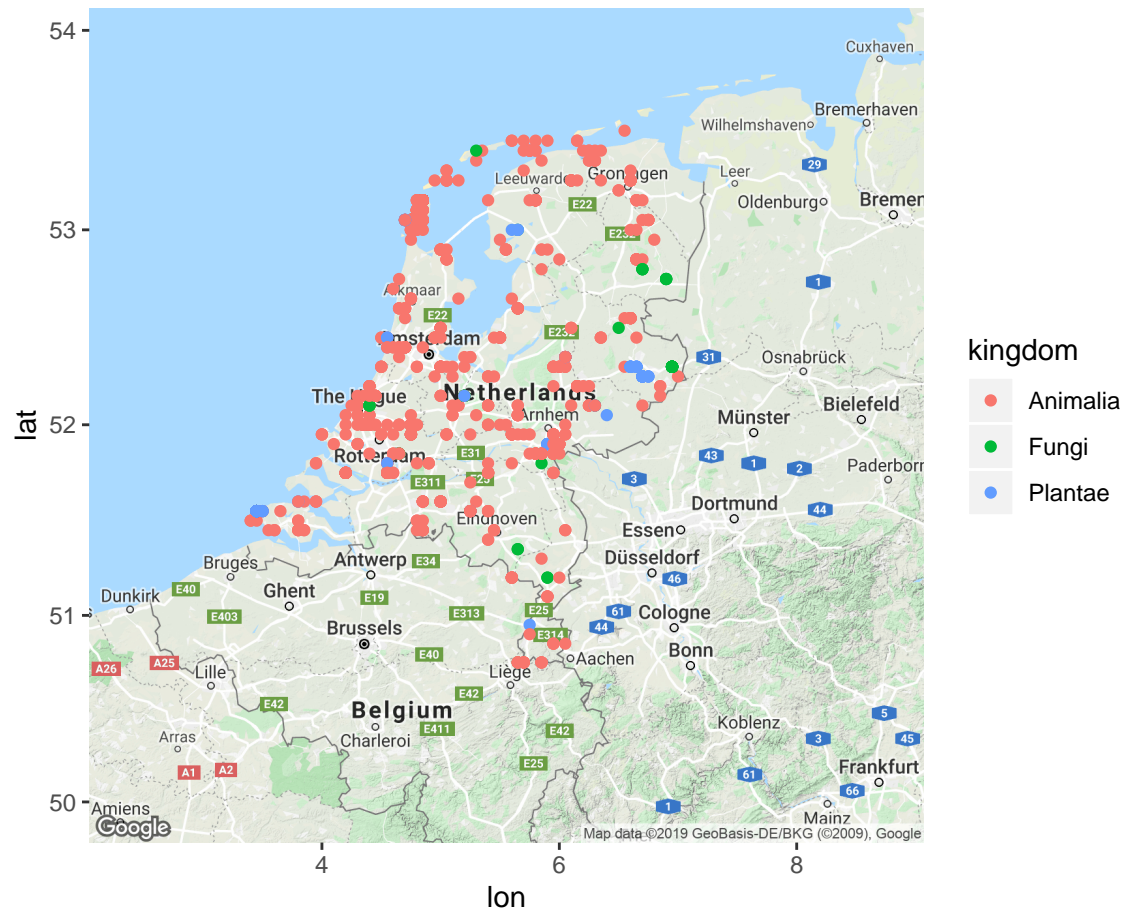 54
53
52
51
50
lat
4
6
8
lon
kingdom
Animalia
Fungi
Plantae
Cuxhaven
Bremerhaven
Wilhelmshaven
29
Leer
Oldenburg
Bremen
Groningen
E22
1
E22
E232
Amsterdam
31
Osnabrück
The Hague
Netherlands
Bielefeld
Arnhem
Münster
Rotterdam
E31
43
1
42
Paderborn
E311
3
Dortmund
2
44
Eindhoven
Essen
Antwerp
E34
Düsseldorf
Bruges
46
E40
Ghent
E19
Dunkirk
E403
E313
E25
61
Cologne
Brussels
E314
44
A26
A25
E40
Bonn
Lille
Liège
Aachen
E42
E42
Belgium
E411
E42
Koblenz
5
Arras
Charleroi
3
45
A1
A2
E25
61
Frankfurt
66
Amiens
1
Mainz
Google
Map data ©2019 GeoBasis-DE/BKG (©2009), Google